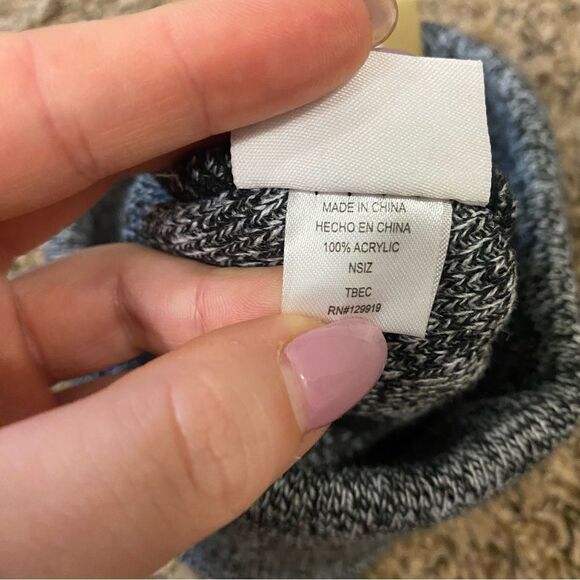 MADE IN CHINA
HECHO EN CHINA
100% ACRYLIC
NSIZ
TBEC
RN#129919